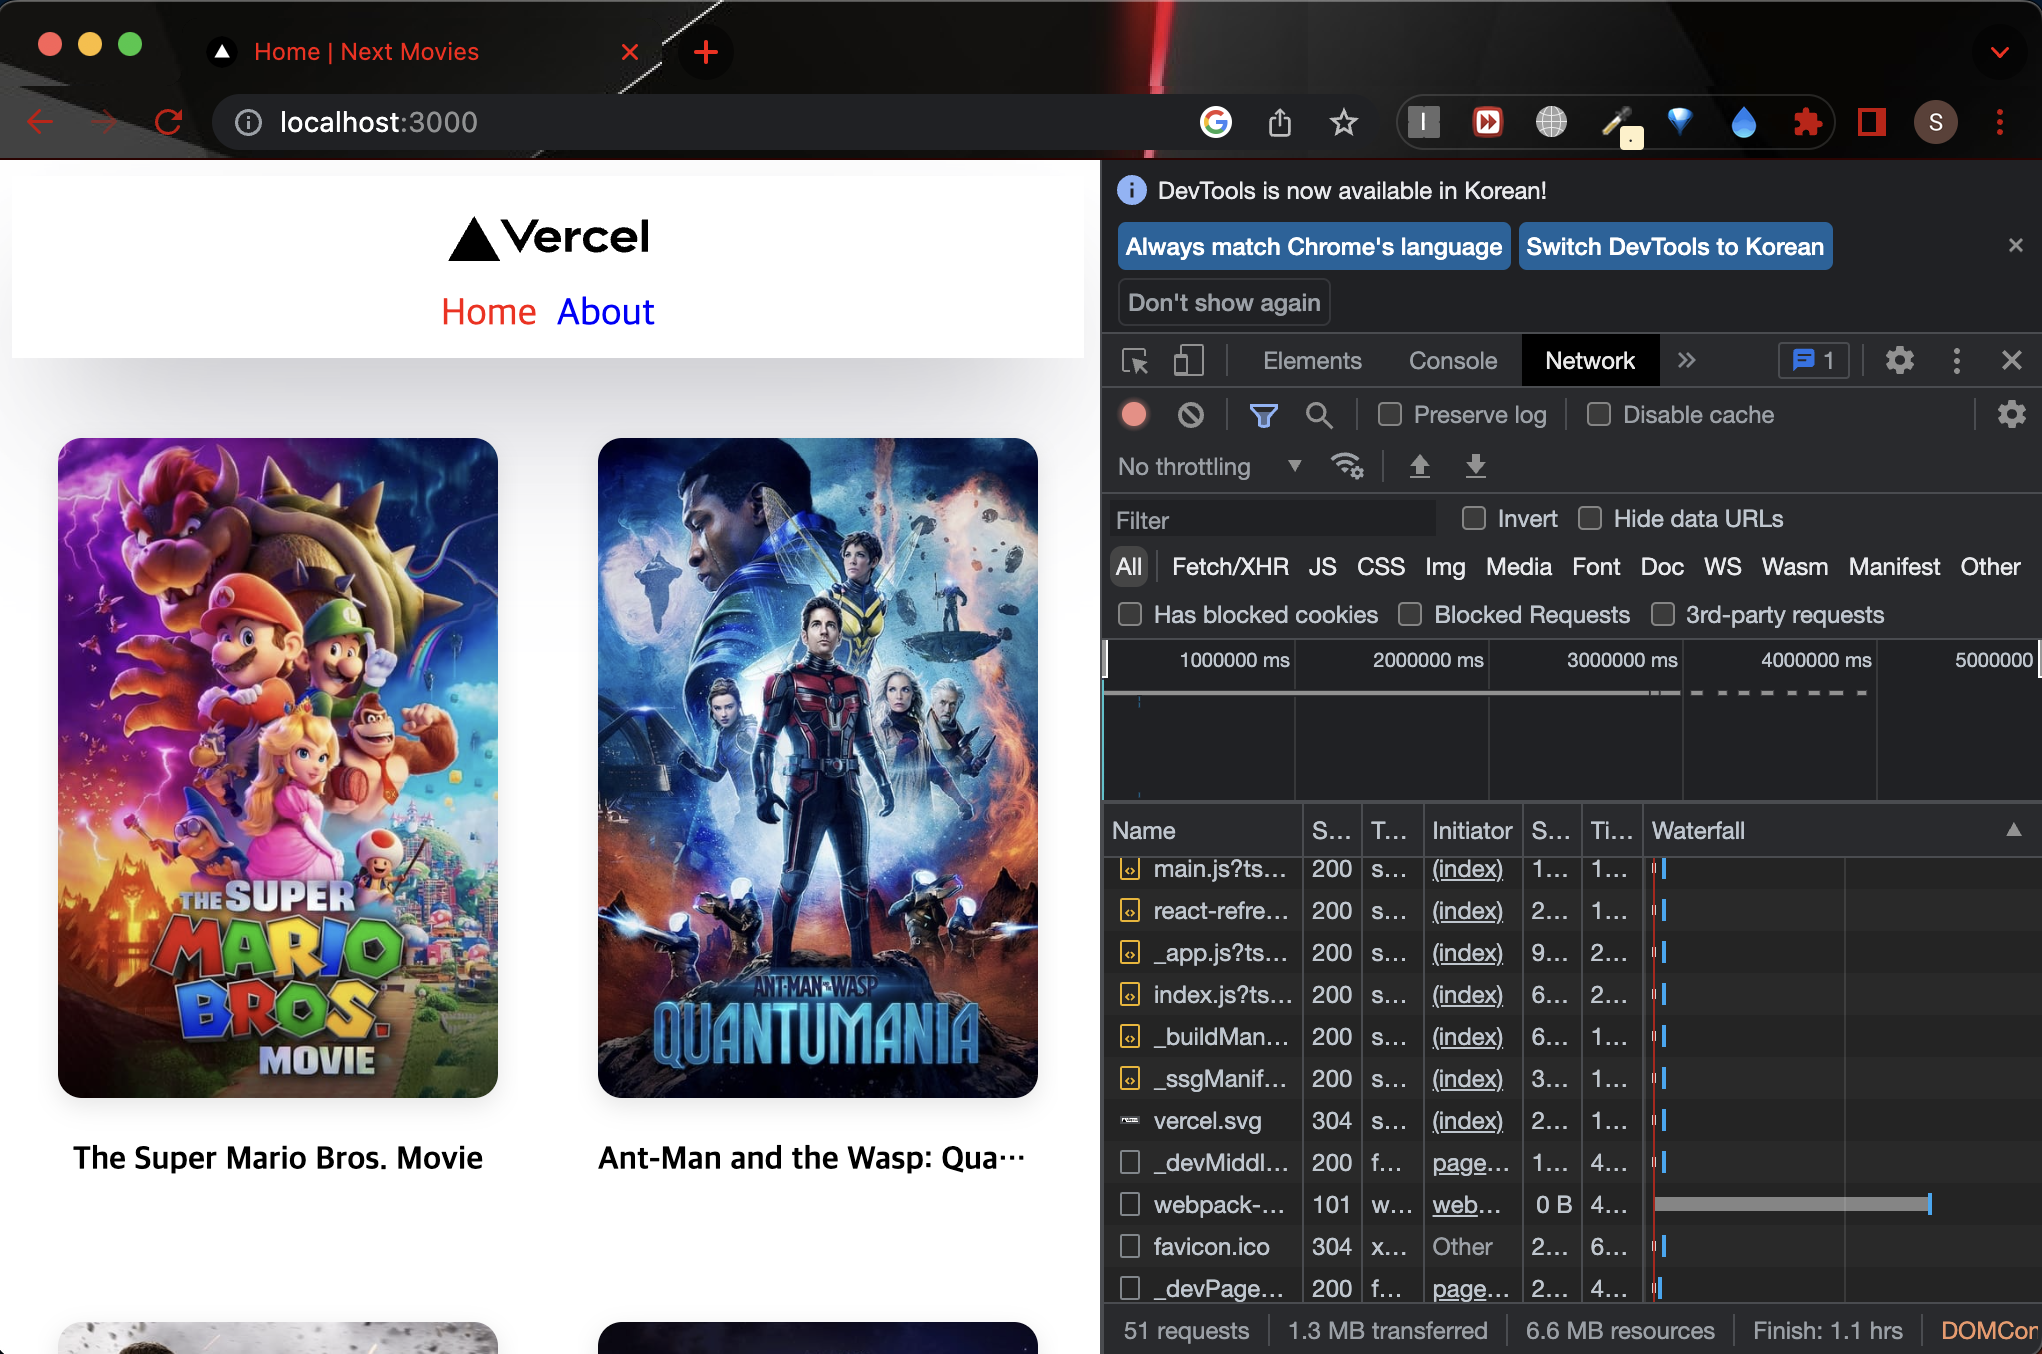 Home | Next Movies
localhost:3000
S
Vercel
Home About
THE SUPER
MARIO
BROS.
MOVIE
ANT-MAN AND THE WASP
QUANTUMANIA
The Super Mario Bros. Movie
Ant-Man and the Wasp: Qua⋯
DevTools is now available in Korean!
Always match Chrome's language
Switch DevTools to Korean
Don't show again
Elements Console Network » 1
Preserve log Disable cache
No throttling
Filter Invert Hide data URLs
All Fetch/XHR JS CSS Img Media Font Doc WS Wasm Manifest Other
Has blocked cookies Blocked Requests 3rd-party requests
1000000 ms 2000000 ms 3000000 ms 4000000 ms 5000000
Name S... T... Initiator S... Ti... Waterfall
main.js?ts... 200 s... (index) 1... 1...
react-refre... 200 s... (index) 2... 1...
_app.js?ts... 200 s... (index) 9... 2...
index.js?ts... 200 s... (index) 6... 2...
_buildMan... 200 s... (index) 6... 1...
_ssgManif... 200 s... (index) 3... 1...
vercel.svg 304 s... (index) 2... 1...
_devMiddl... 200 f... page... 1... 4...
webpack-... 101 w... web... 0 B 4...
favicon.ico 304 x... Other 2... 6...
_devPage... 200 f... page... 2... 4...
51 requests 1.3 MB transferred 6.6 MB resources Finish: 1.1 hrs DOMCon